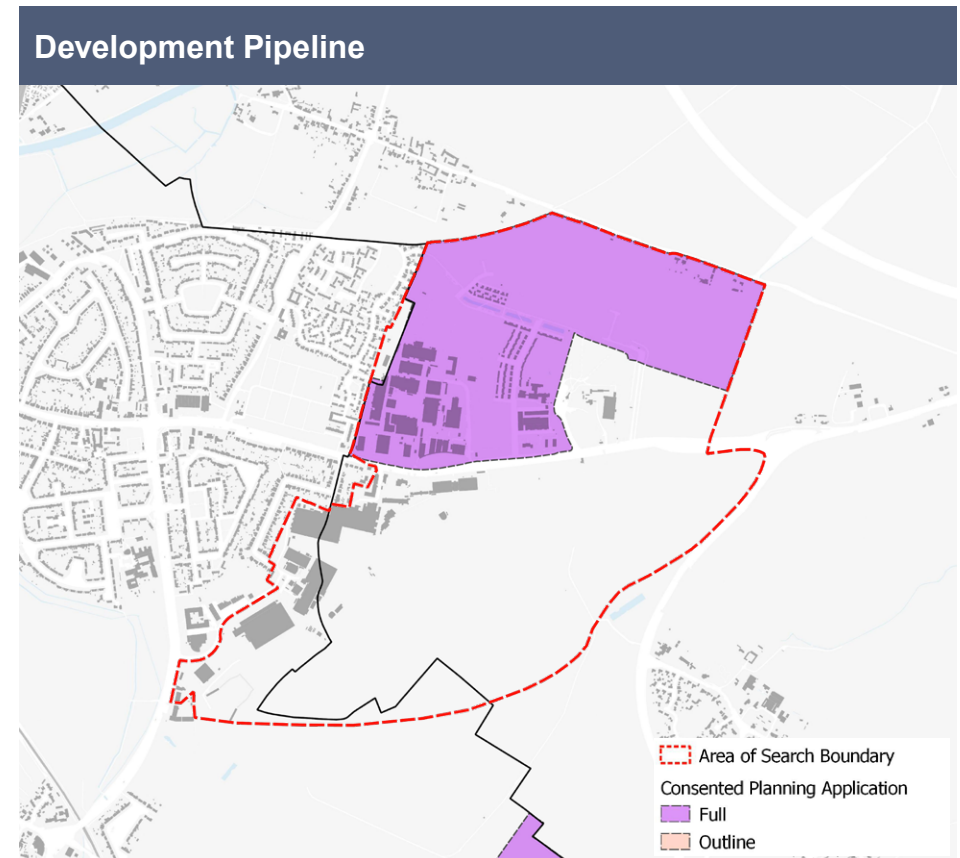 Development Pipeline
Area of Search Boundary
Consented Planning Application
Full
Outline